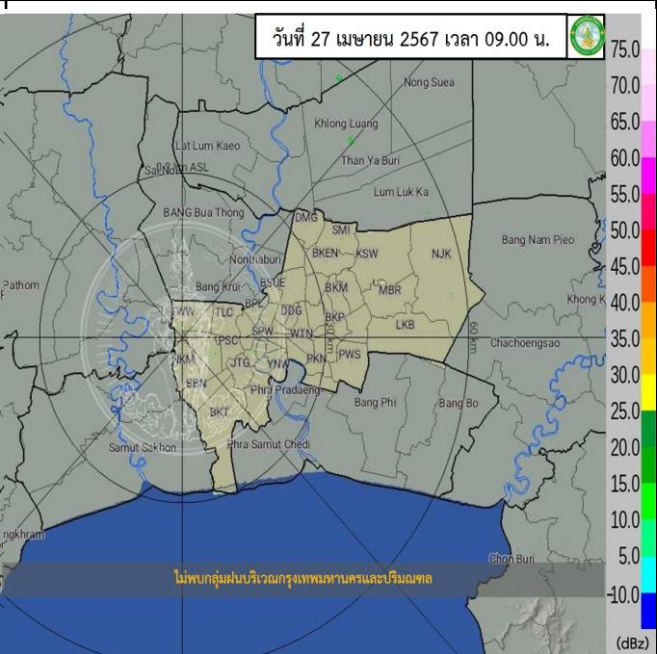 วันที่ 27 เมษายน 2567 เวลา 09.00 น.
75.0
Nong Suea
70.0
Khlong Luang
65.0
Lat Lum Kaeo
Than Ya Buri
60.0
Lum Luk Ka
55.0
BANG Bua Thong
DMG
50.0
SMI
Bang Nam Pieo
BKEN KSW NJK
45.0
Nonthaburi
Pathom
Bang Krui
BSUE
BKM
MBR
40.0
Khong K
BPL
TLC
DDG
BKP
35.0
SPW
WTN
LKB
PSC
Chachoengsao
60 km
PWS
PKN
JTG
YNW
30.0
Phra Pradaeng
BKT
Bang Phi
Bang Bo
25.0
Samut Sakhon
Phra Samut Chedi
20.0
15.0
ngkhram
10.0
Chon Buri
5.0
ไม่พบกลุ่มฝนบริเวณกรุงเทพมหานครและปริมณฑล
-10.0
(dBz)